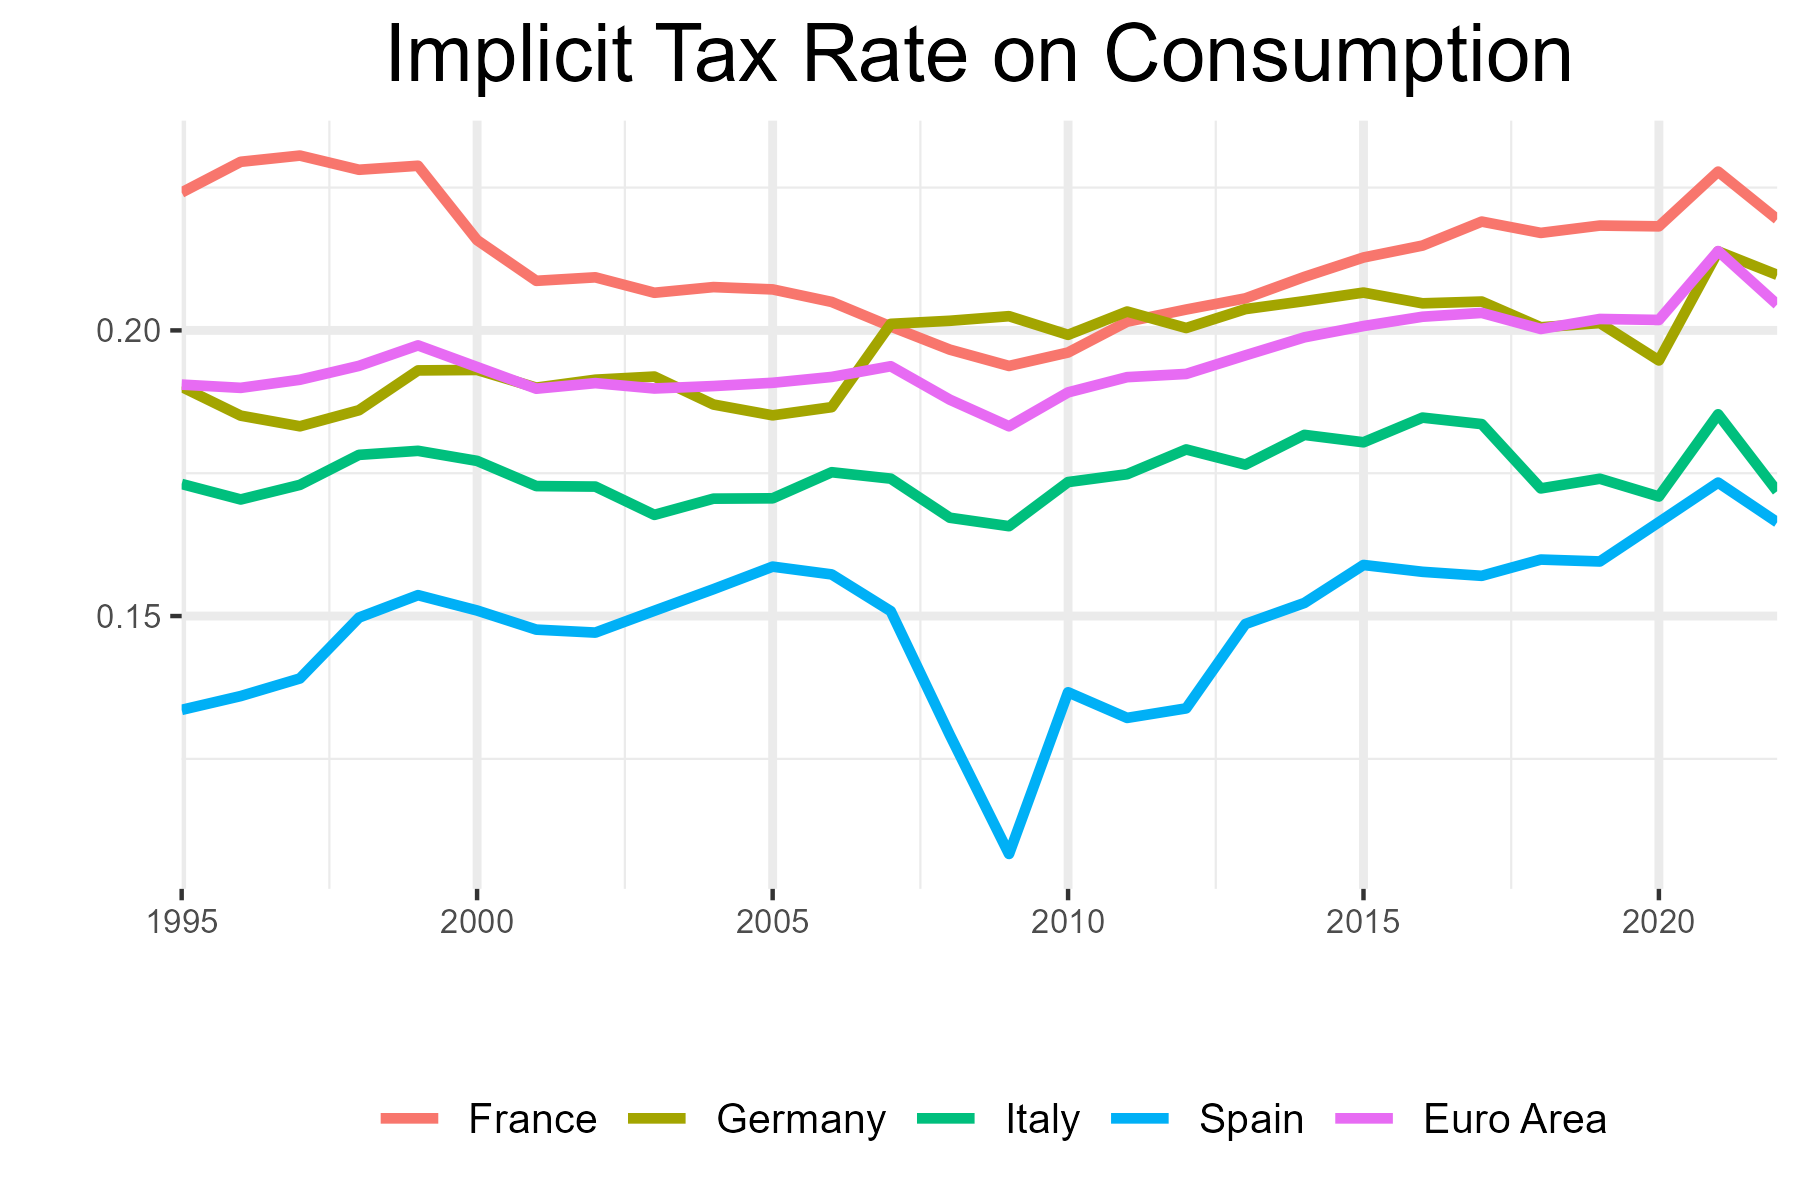 Implicit Tax Rate on Consumption
0.20
0.15
1995 2000 2005 2010 2015 2020
France Germany Italy Spain Euro Area